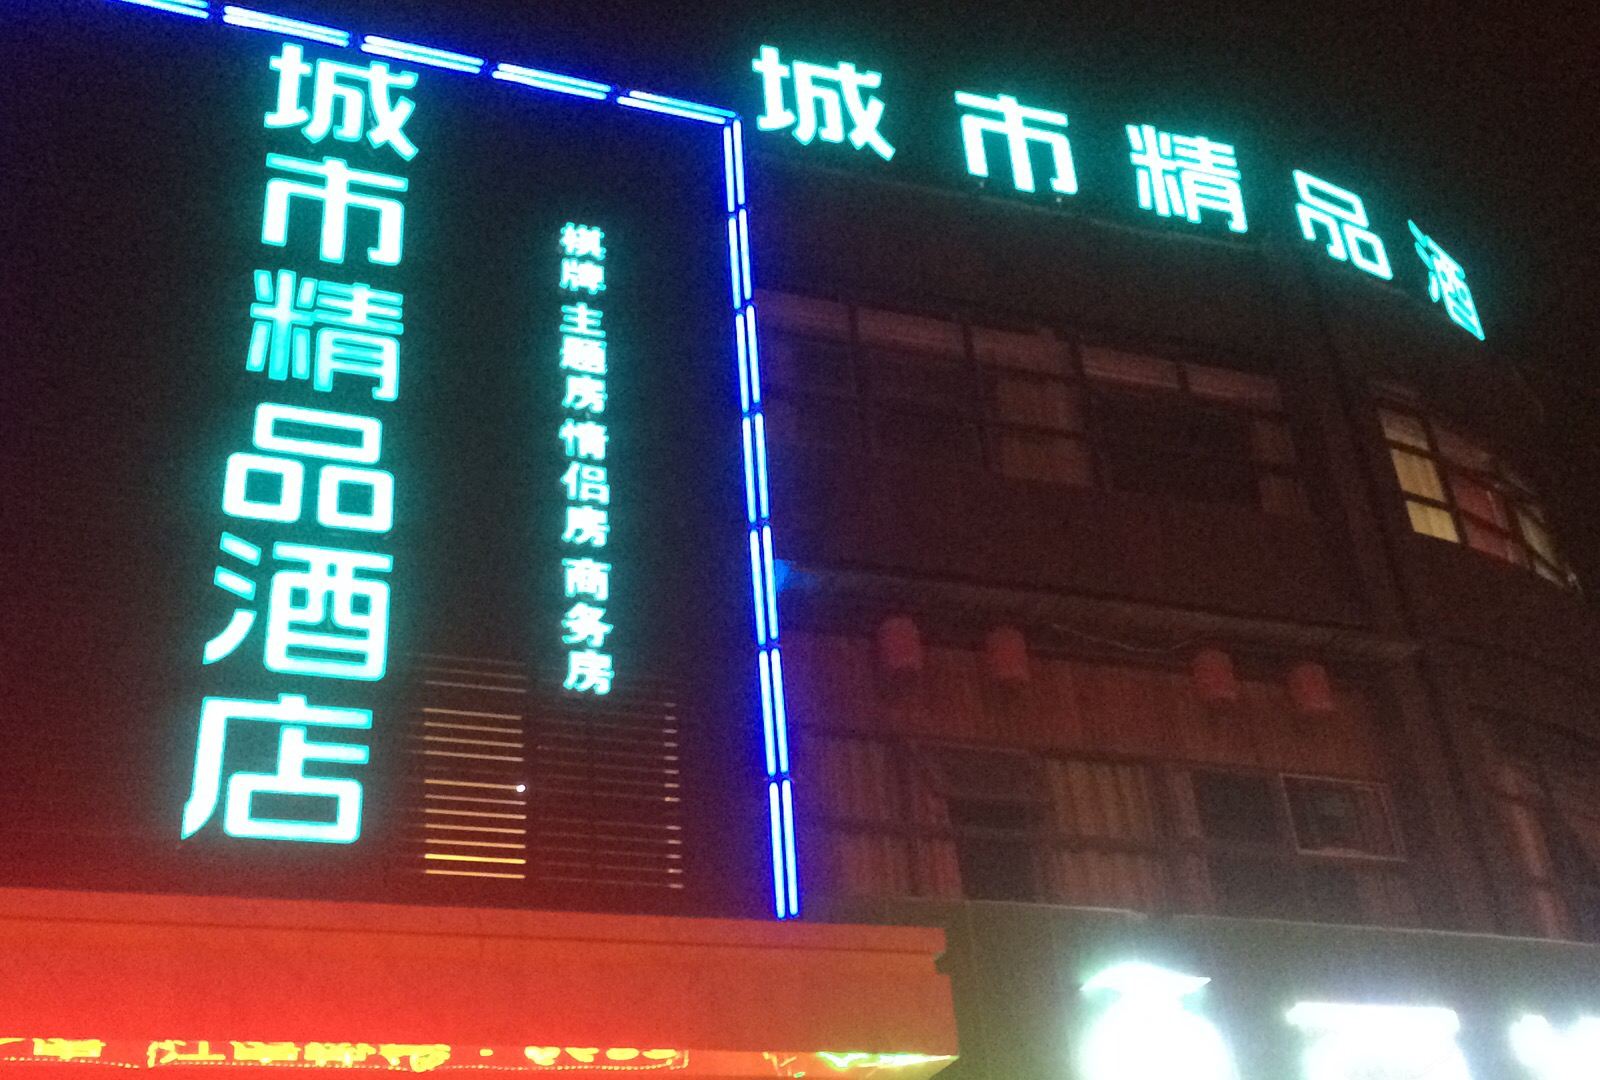 城市精品酒店
棋牌 主题房 情侣房 商务房
城市精品酒